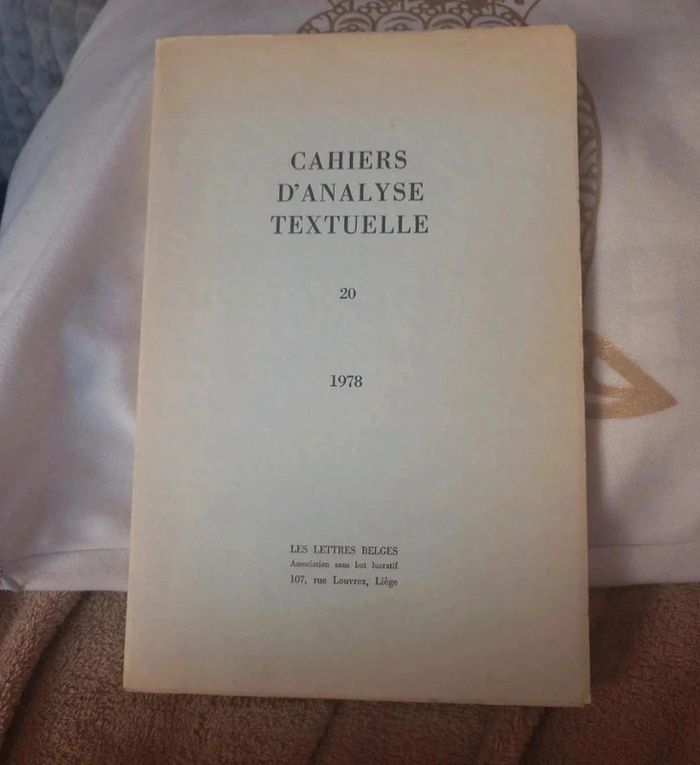 CAHIERS
D'ANALYSE
TEXTUELLE
20
1978
LES LETTRES BELGES
Association sans but lucratif
107, rue Louvrex, Liège